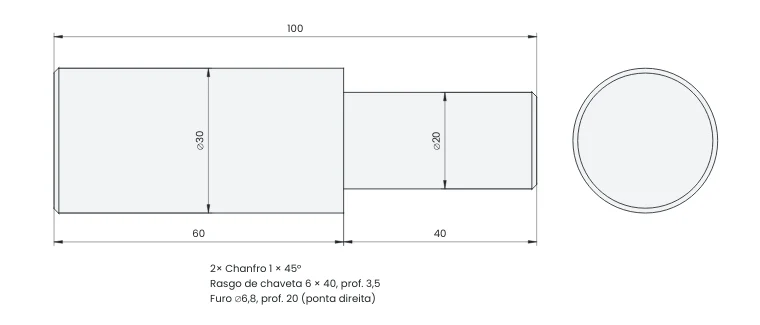 100
⌀30
⌀20
60
40
2× Chanfro 1 × 45º
Rasgo de chaveta 6 × 40, prof. 3,5
Furo ⌀6,8, prof. 20 (ponta direita)